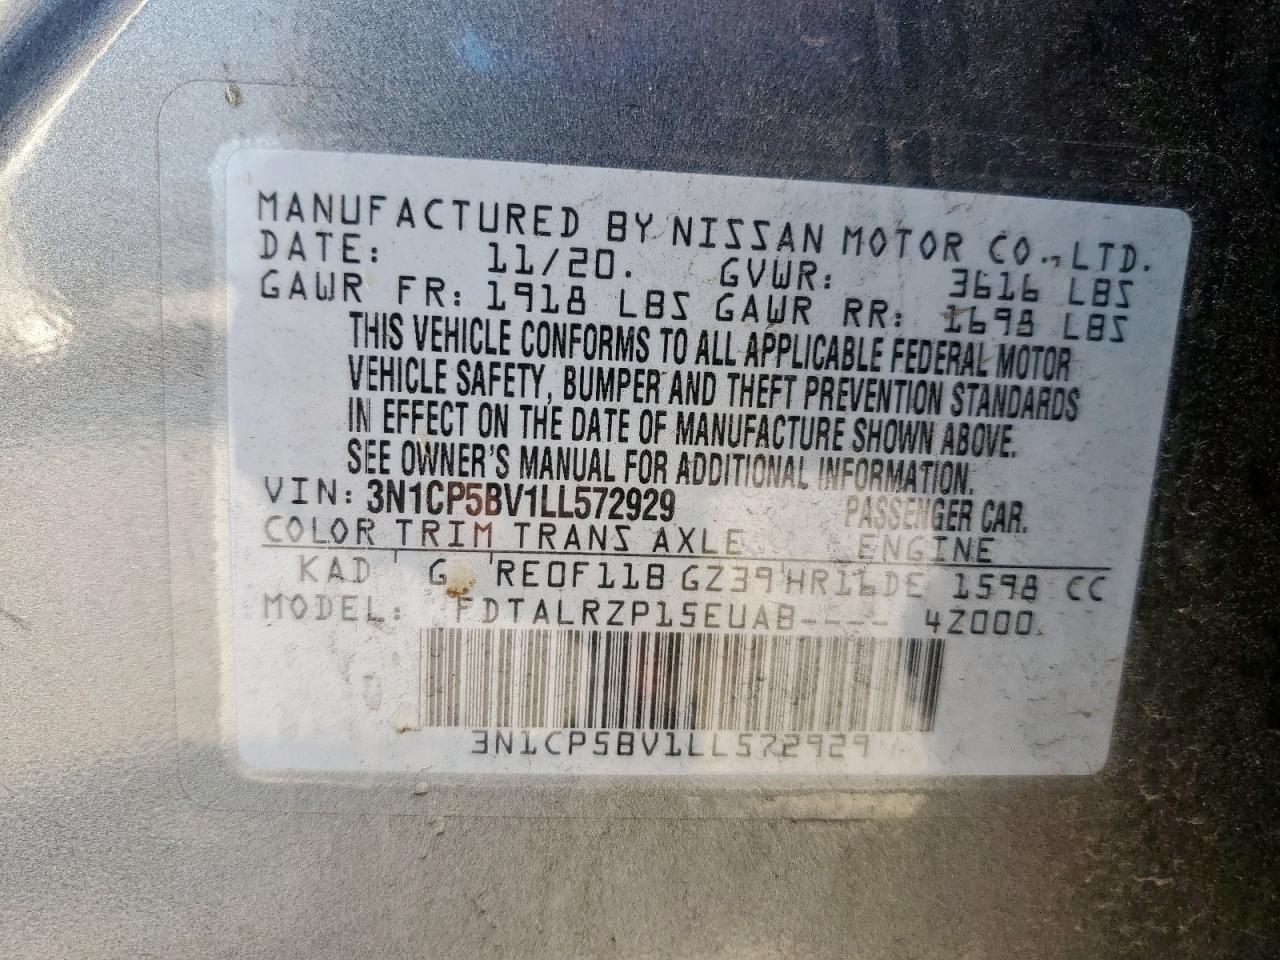 MANUFACTURED BY NISSAN MOTOR CO., LTD.
DATE: 11/20. GVWR: 3616 LBS
GAWR FR: 1918 LBS GAWR RR: 1698 LBS
THIS VEHICLE CONFORMS TO ALL APPLICABLE FEDERAL MOTOR
VEHICLE SAFETY, BUMPER AND THEFT PREVENTION STANDARDS
IN EFFECT ON THE DATE OF MANUFACTURE SHOWN ABOVE.
SEE OWNER'S MANUAL FOR ADDITIONAL INFORMATION.
VIN: 3N1CP5BV1LL572929 PASSENGER CAR.
COLOR TRIM TRANS AXLE ENGINE
KAD G RE0F11B GZ39 HR16DE 1598 CC
MODEL: FDTALRZP15EUAB---- 4Z000
3N1CP5BV1LL572929